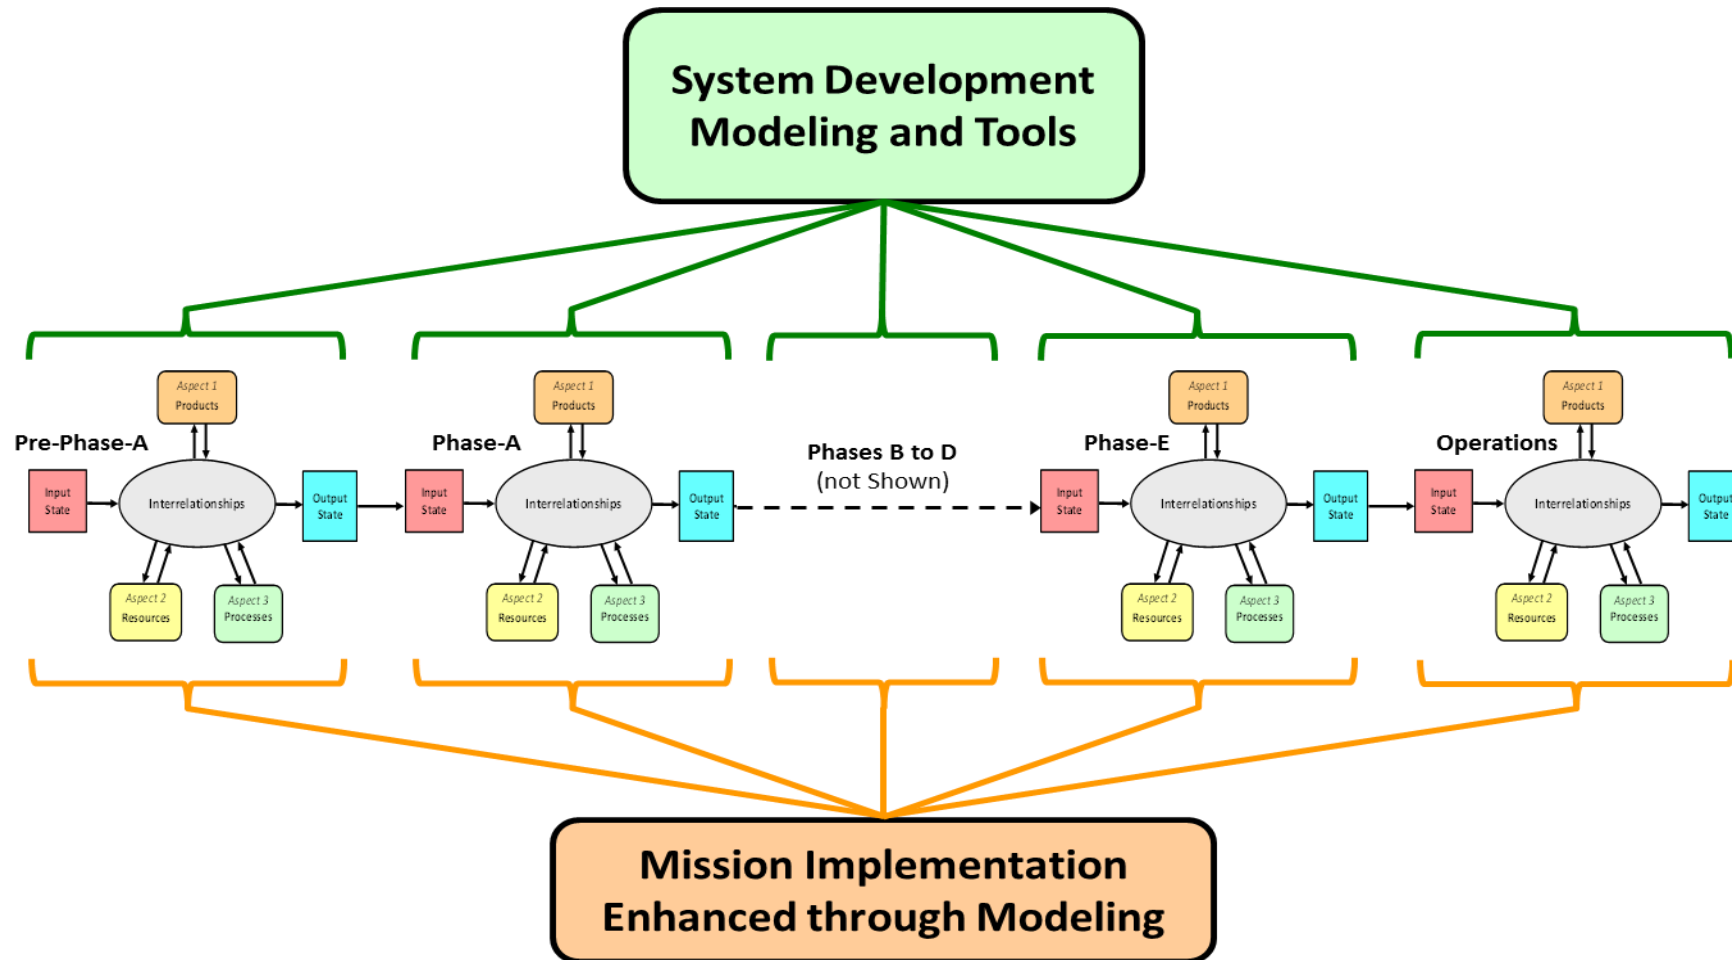 System Development
Modeling and Tools
Pre-Phase-A
Aspect 1
Products
Input
State
Interrelationships
Output
State
Aspect 2
Resources
Aspect 3
Processes
Phase-A
Aspect 1
Products
Input
State
Interrelationships
Output
State
Aspect 2
Resources
Aspect 3
Processes
Phases B to D
(not Shown)
Phase-E
Aspect 1
Products
Input
State
Interrelationships
Output
State
Aspect 2
Resources
Aspect 3
Processes
Operations
Aspect 1
Products
Input
State
Interrelationships
Output
State
Aspect 2
Resources
Aspect 3
Processes
Mission Implementation
Enhanced through Modeling